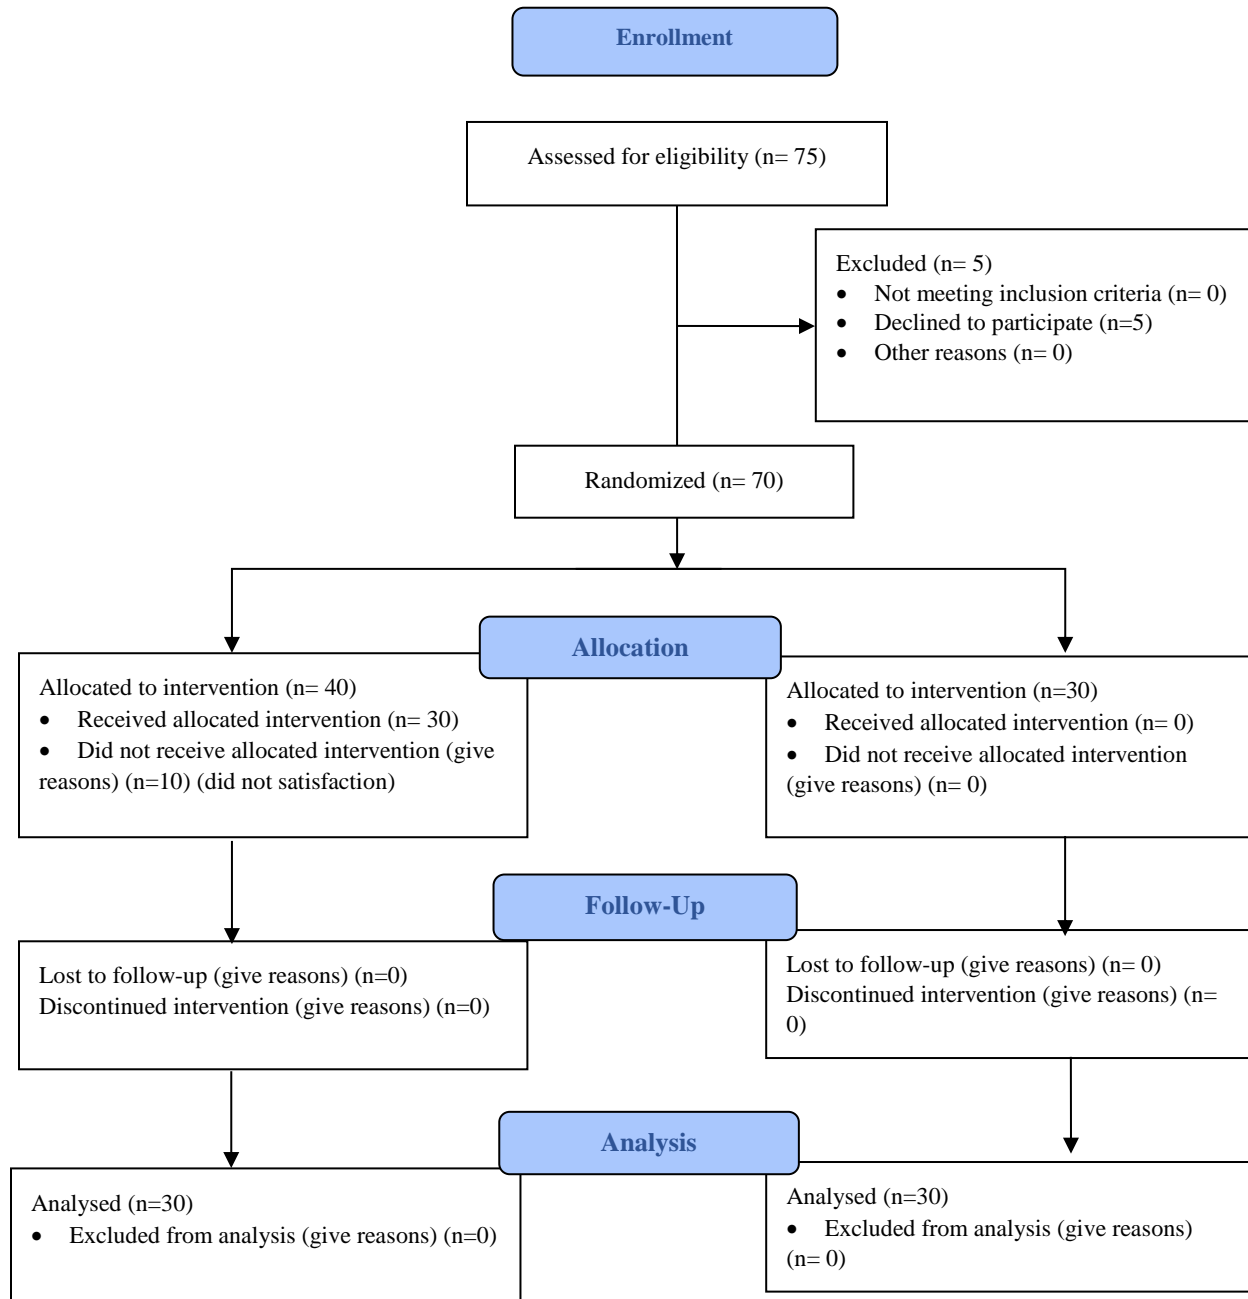 Enrollment
Assessed for eligibility (n= 75)
Excluded (n= 5)
• Not meeting inclusion criteria (n= 0)
• Declined to participate (n=5)
• Other reasons (n= 0)
Randomized (n= 70)
Allocation
Allocated to intervention (n= 40)
• Received allocated intervention (n= 30)
• Did not receive allocated intervention (give
reasons) (n=10) (did not satisfaction)
Allocated to intervention (n=30)
• Received allocated intervention (n= 0)
• Did not receive allocated intervention
(give reasons) (n= 0)
Follow-Up
Lost to follow-up (give reasons) (n=0)
Discontinued intervention (give reasons) (n=0)
Lost to follow-up (give reasons) (n= 0)
Discontinued intervention (give reasons) (n=
0)
Analysis
Analysed (n=30)
• Excluded from analysis (give reasons) (n=0)
Analysed (n=30)
• Excluded from analysis (give reasons)
(n= 0)